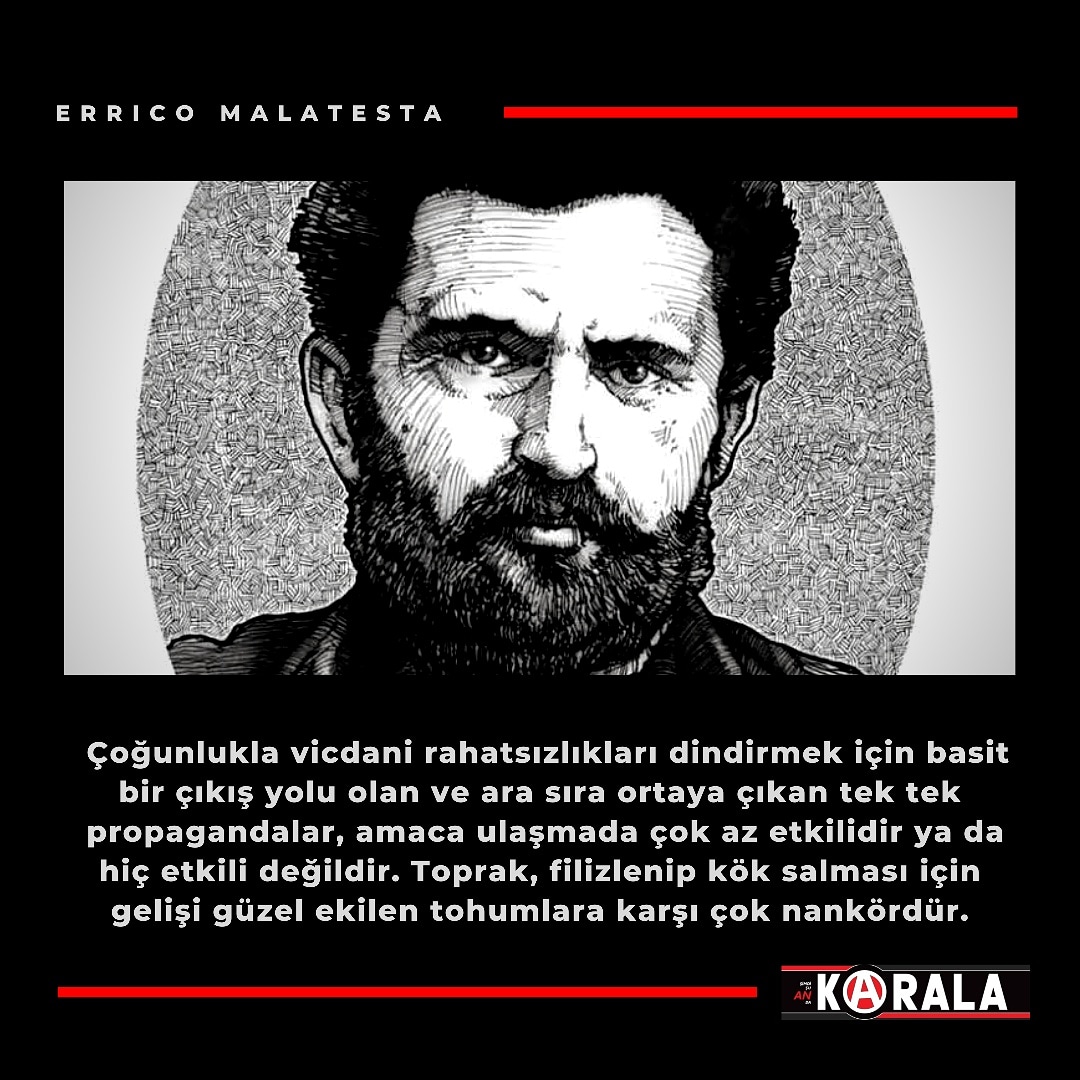 ERRICO MALATESTA
Çoğunlukla vicdani rahatsızlıkları dindirmek için basit
bir çıkış yolu olan ve ara sıra ortaya çıkan tek tek
propagandalar, amaca ulaşmada çok az etkilidir ya da
hiç etkili değildir. Toprak, filizlenip kök salması için
gelişi güzel ekilen tohumlara karşı çok nankördür.
AN
KARALA